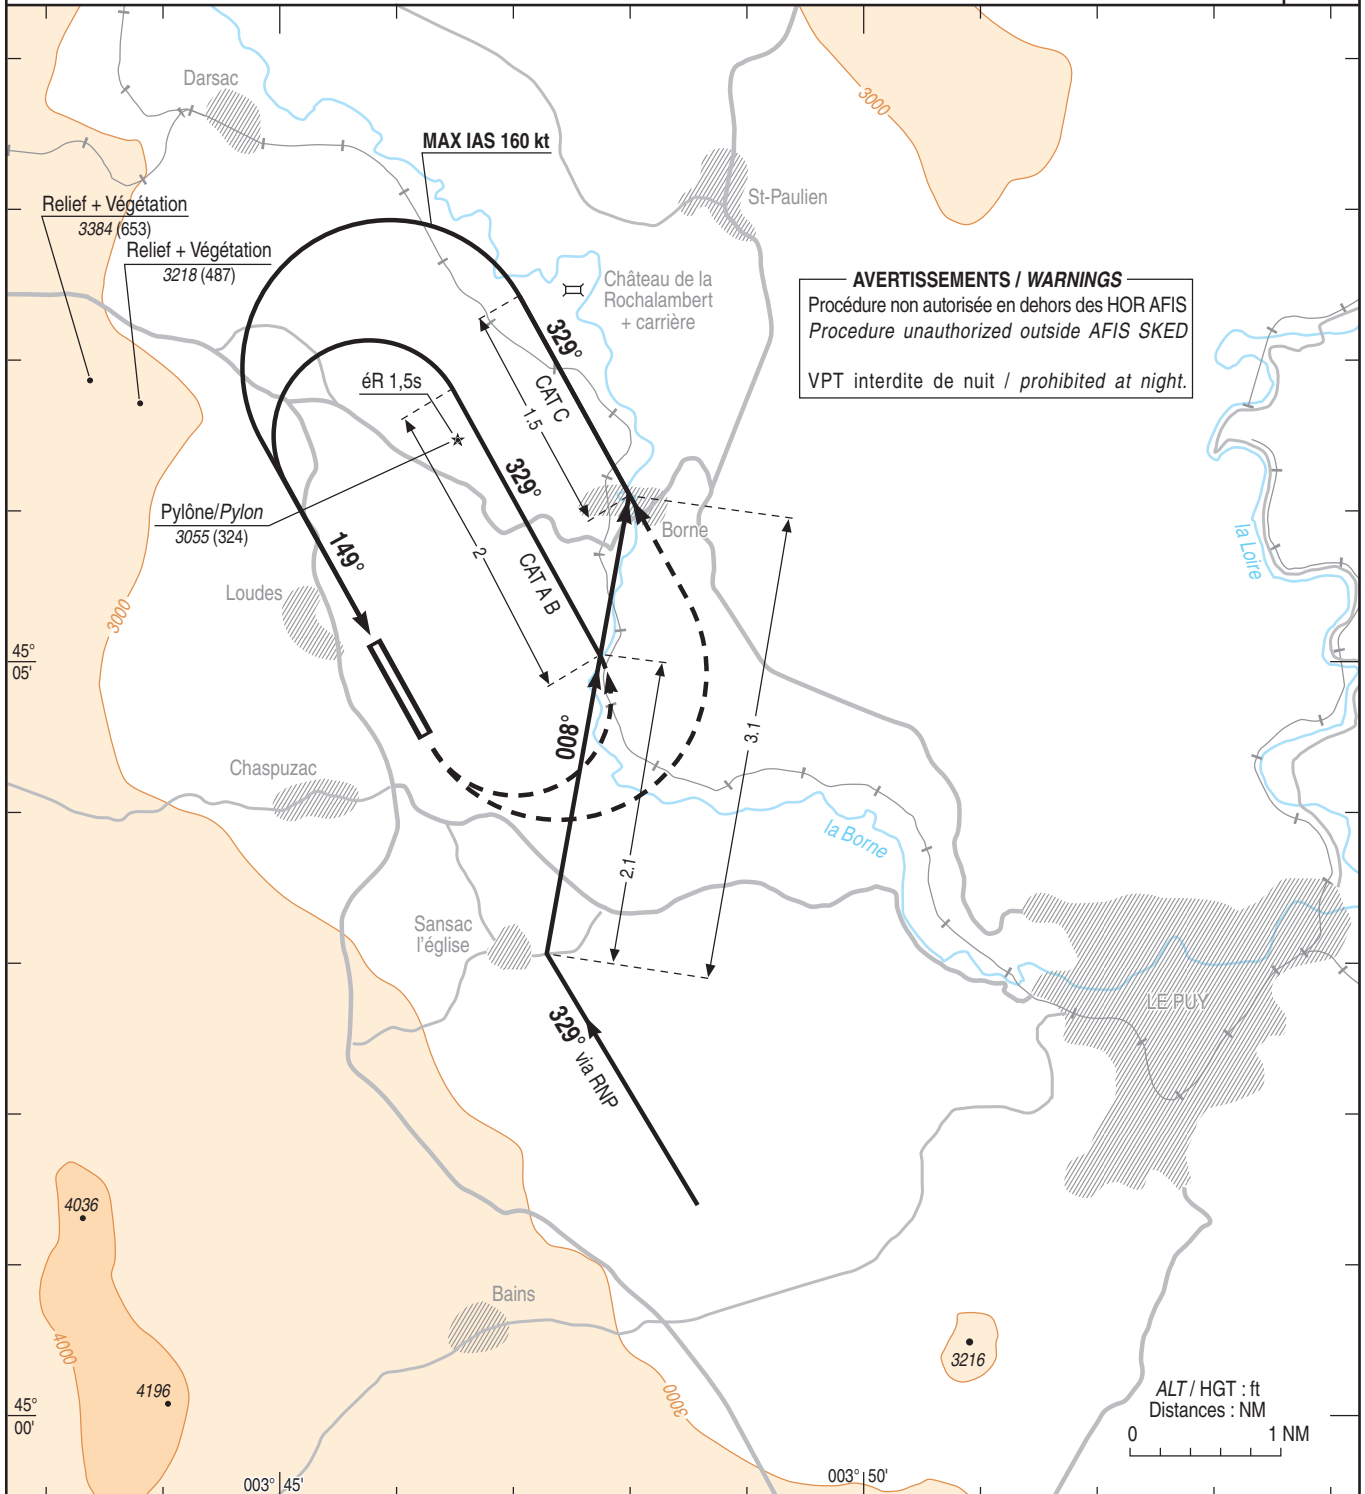 Darsac
MAX IAS 160 kt
3000
St-Paulien
Relief + Végétation
3384 (653)
Relief + Végétation
3218 (487)
Château de la
Rochalambert
+ carrière
AVERTISSEMENTS / WARNINGS
Procédure non autorisée en dehors des HOR AFIS
Procedure unauthorized outside AFIS SKED
VPT interdite de nuit / prohibited at night.
329°
CAT C
1.5
éR 1,5s
329°
CAT A B
2
Pylône/Pylon
3055 (324)
149°
Borne
la Loire
Loudes
3000
45°
05'
008°
3.1
2.1
Chaspuzac
la Borne
Sansac
l'église
LE PUY
329° via RNP
4036
4000
4196
Bains
3000
3216
ALT / HGT : ft
Distances : NM
0 1 NM
45°
00'
003° 45'
003° 50'